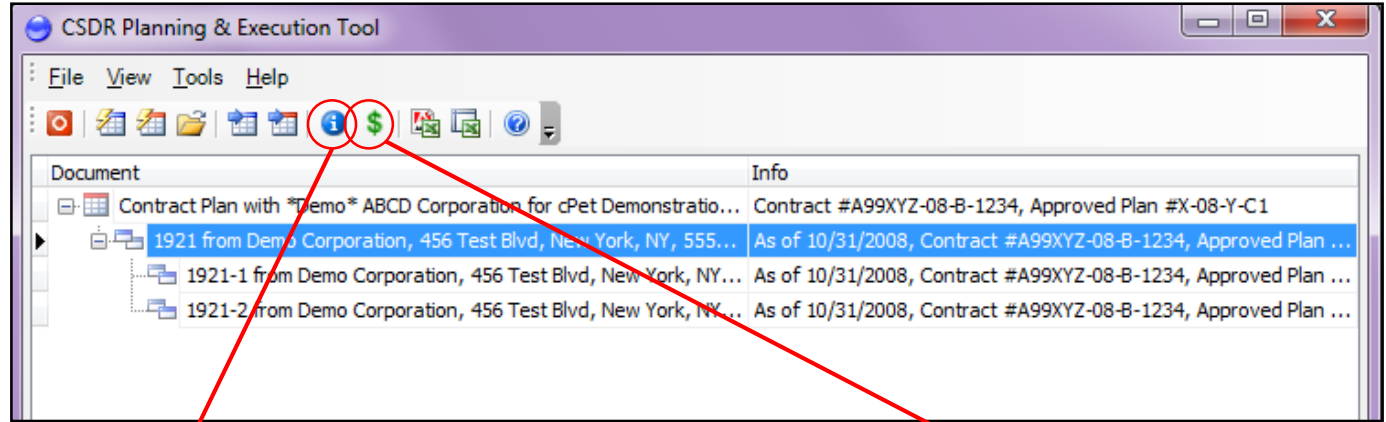 CSDR Planning & Execution Tool
File View Tools Help
Document Info
Contract Plan with *Demo* ABCD Corporation for cPet Demonstratio... Contract #A99XYZ-08-B-1234, Approved Plan #X-08-Y-C1
1921 from Demo Corporation, 456 Test Blvd, New York, NY, 555... As of 10/31/2008, Contract #A99XYZ-08-B-1234, Approved Plan ...
1921-1 from Demo Corporation, 456 Test Blvd, New York, NY... As of 10/31/2008, Contract #A99XYZ-08-B-1234, Approved Plan ...
1921-2 from Demo Corporation, 456 Test Blvd, New York, NY... As of 10/31/2008, Contract #A99XYZ-08-B-1234, Approved Plan ...